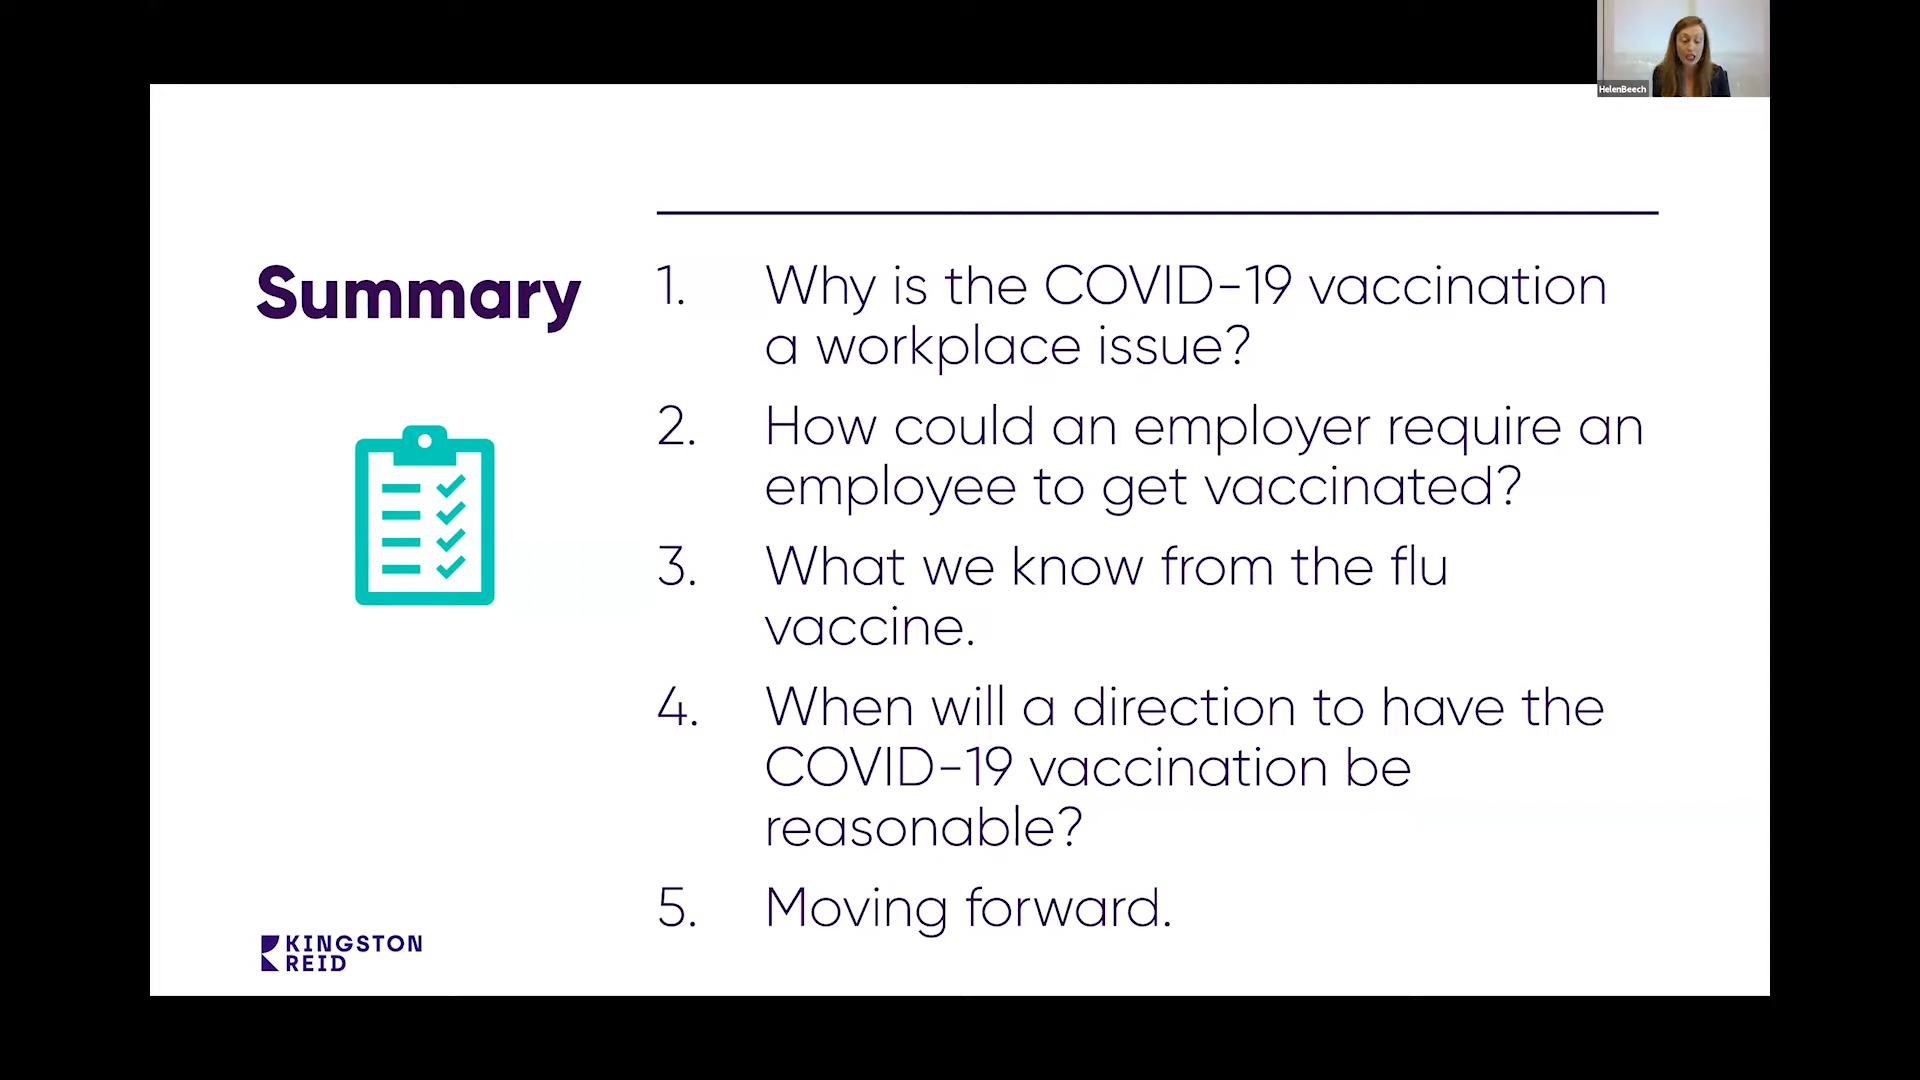 HelenBeech
Summary
1. Why is the COVID-19 vaccination
a workplace issue?
2. How could an employer require an
employee to get vaccinated?
3. What we know from the flu
vaccine.
4. When will a direction to have the
COVID-19 vaccination be
reasonable?
5. Moving forward.
KINGSTON
REID